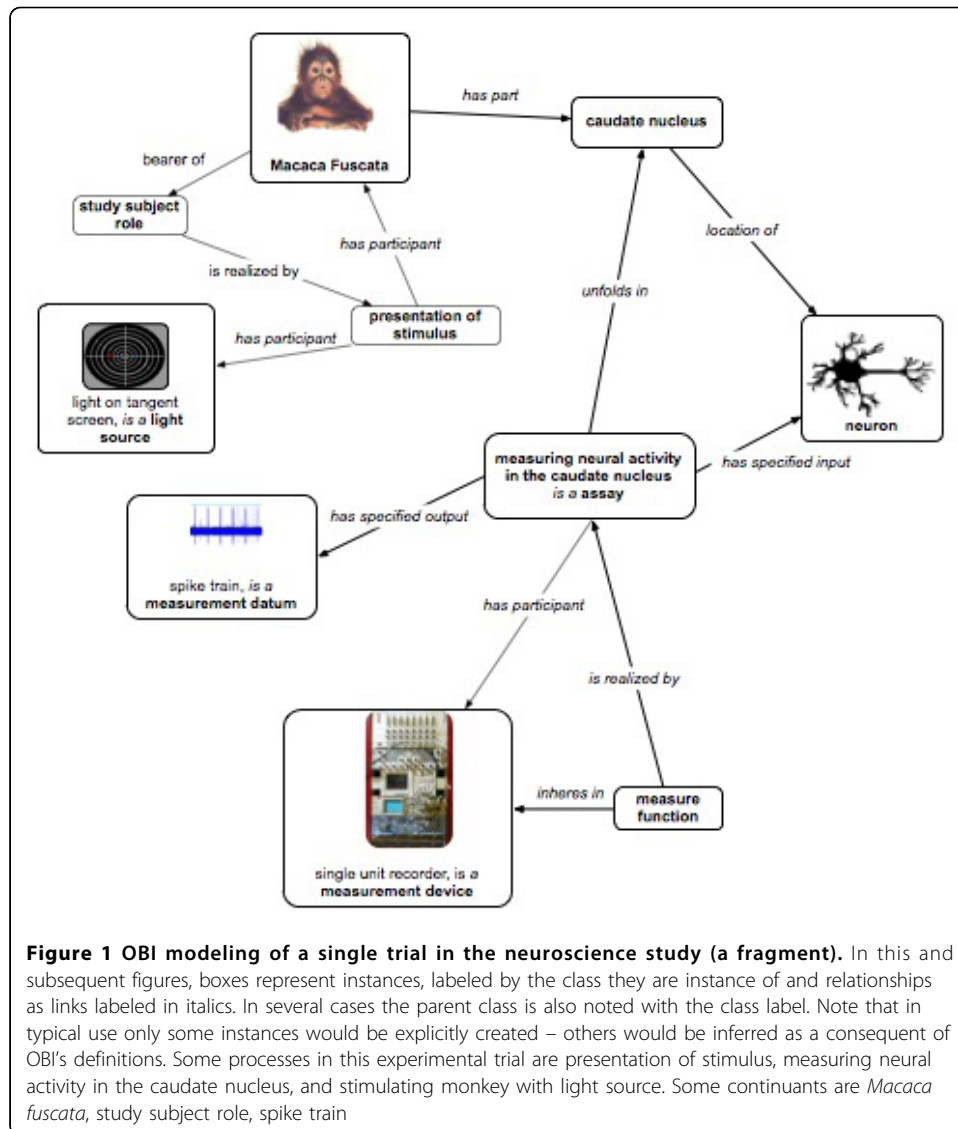 has part
caudate nucleus
Macaca Fuscata
bearer of
study subject
role
location of
has participant
is realized by
unfolds in
presentation of
stimulus
has participant
light on tangent
screen, is a light
source
neuron
measuring neural activity
in the caudate nucleus
is a assay
has specified input
has specified output
spike train, is a
measurement datum
has participant
is realized by
inheres in
measure
function
single unit recorder, is a
measurement device
Figure 1 OBI modeling of a single trial in the neuroscience study (a fragment). In this and
subsequent figures, boxes represent instances, labeled by the class they are instance of and relationships
as links labeled in italics. In several cases the parent class is also noted with the class label. Note that in
typical use only some instances would be explicitly created – others would be inferred as a consequent of
OBI's definitions. Some processes in this experimental trial are presentation of stimulus, measuring neural
activity in the caudate nucleus, and stimulating monkey with light source. Some continuants are Macaca
fuscata, study subject role, spike train